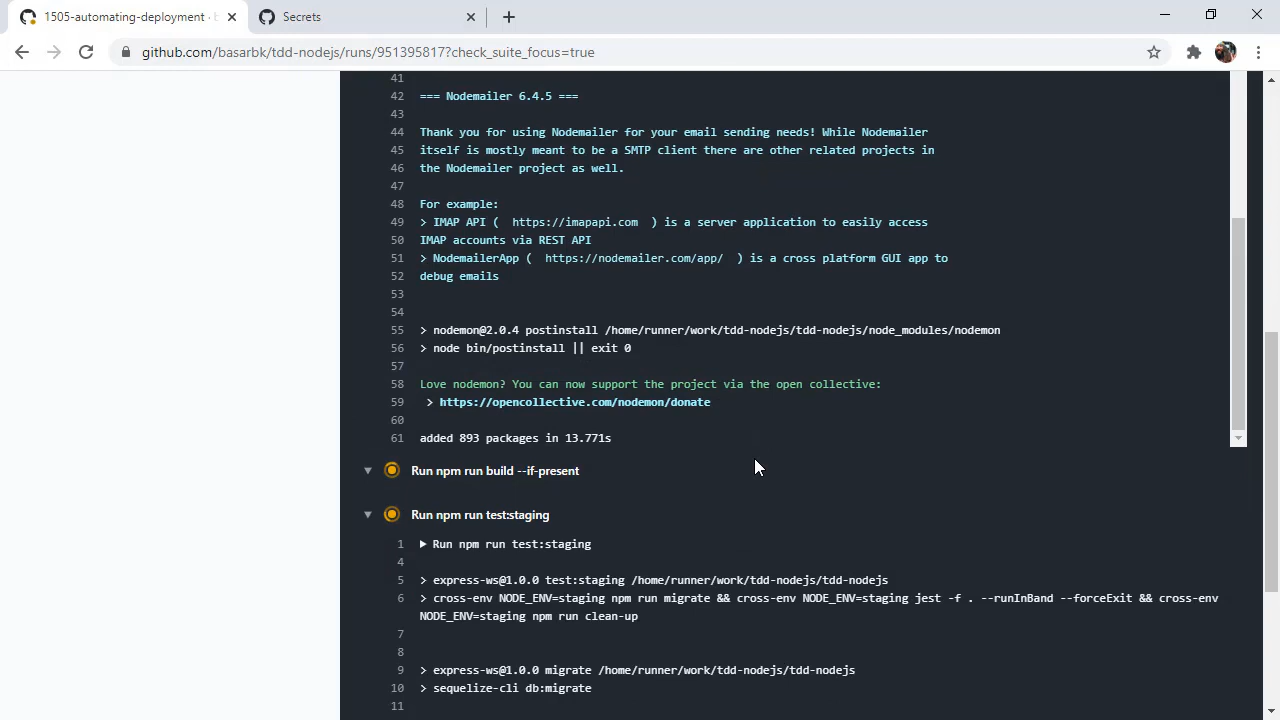 1505-automating-deployment · b
Secrets
github.com/basarbk/tdd-nodejs/runs/951395817?check_suite_focus=true
41
42 === Nodemailer 6.4.5 ===
43
44 Thank you for using Nodemailer for your email sending needs! While Nodemailer
45 itself is mostly meant to be a SMTP client there are other related projects in
46 the Nodemailer project as well.
47
48 For example:
49 > IMAP API ( https://imapapi.com ) is a server application to easily access
50 IMAP accounts via REST API
51 > NodemailerApp ( https://nodemailer.com/app/ ) is a cross platform GUI app to
52 debug emails
53
54
55 > nodemon@2.0.4 postinstall /home/runner/work/tdd-nodejs/tdd-nodejs/node_modules/nodemon
56 > node bin/postinstall || exit 0
57
58 Love nodemon? You can now support the project via the open collective:
59 > https://opencollective.com/nodemon/donate
60
61 added 893 packages in 13.771s
Run npm run build --if-present
Run npm run test:staging
1 Run npm run test:staging
4
5 > express-ws@1.0.0 test:staging /home/runner/work/tdd-nodejs/tdd-nodejs
6 > cross-env NODE_ENV=staging npm run migrate && cross-env NODE_ENV=staging jest -f . --runInBand --forceExit && cross-env
NODE_ENV=staging npm run clean-up
7
8
9 > express-ws@1.0.0 migrate /home/runner/work/tdd-nodejs/tdd-nodejs
10 > sequelize-cli db:migrate
11